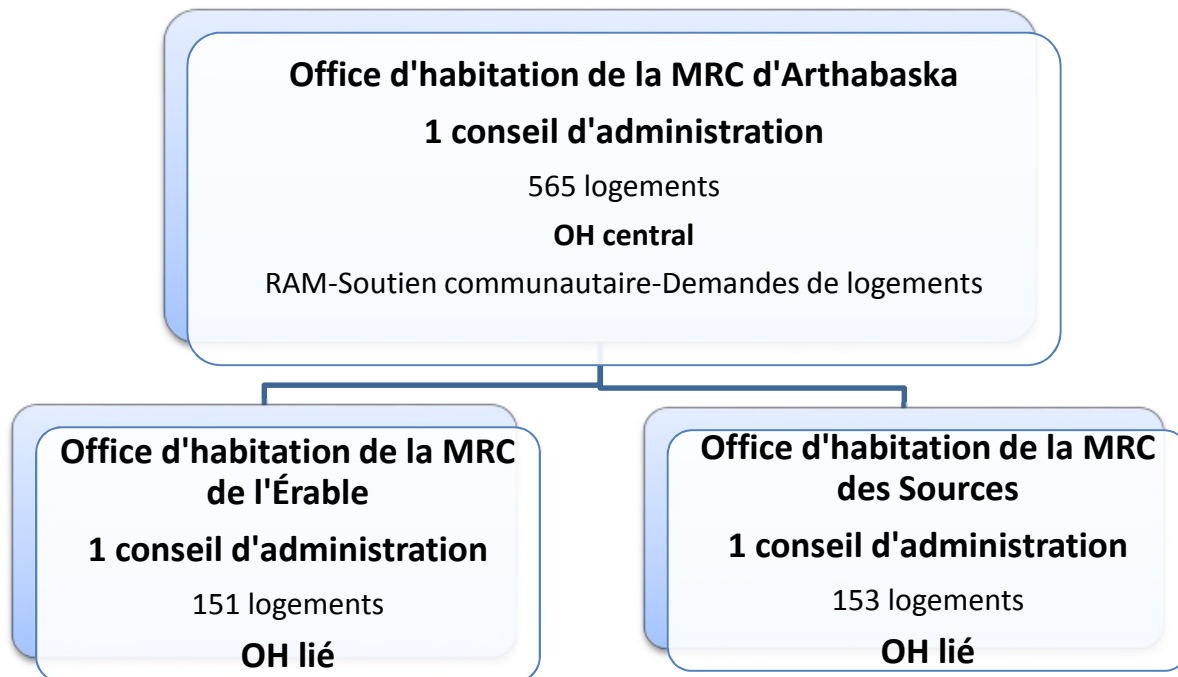 Office d'habitation de la MRC d'Arthabaska
1 conseil d'administration
565 logements
OH central
RAM-Soutien communautaire-Demandes de logements
Office d'habitation de la MRC
de l'Érable
1 conseil d'administration
151 logements
OH lié
Office d'habitation de la MRC
des Sources
1 conseil d'administration
153 logements
OH lié